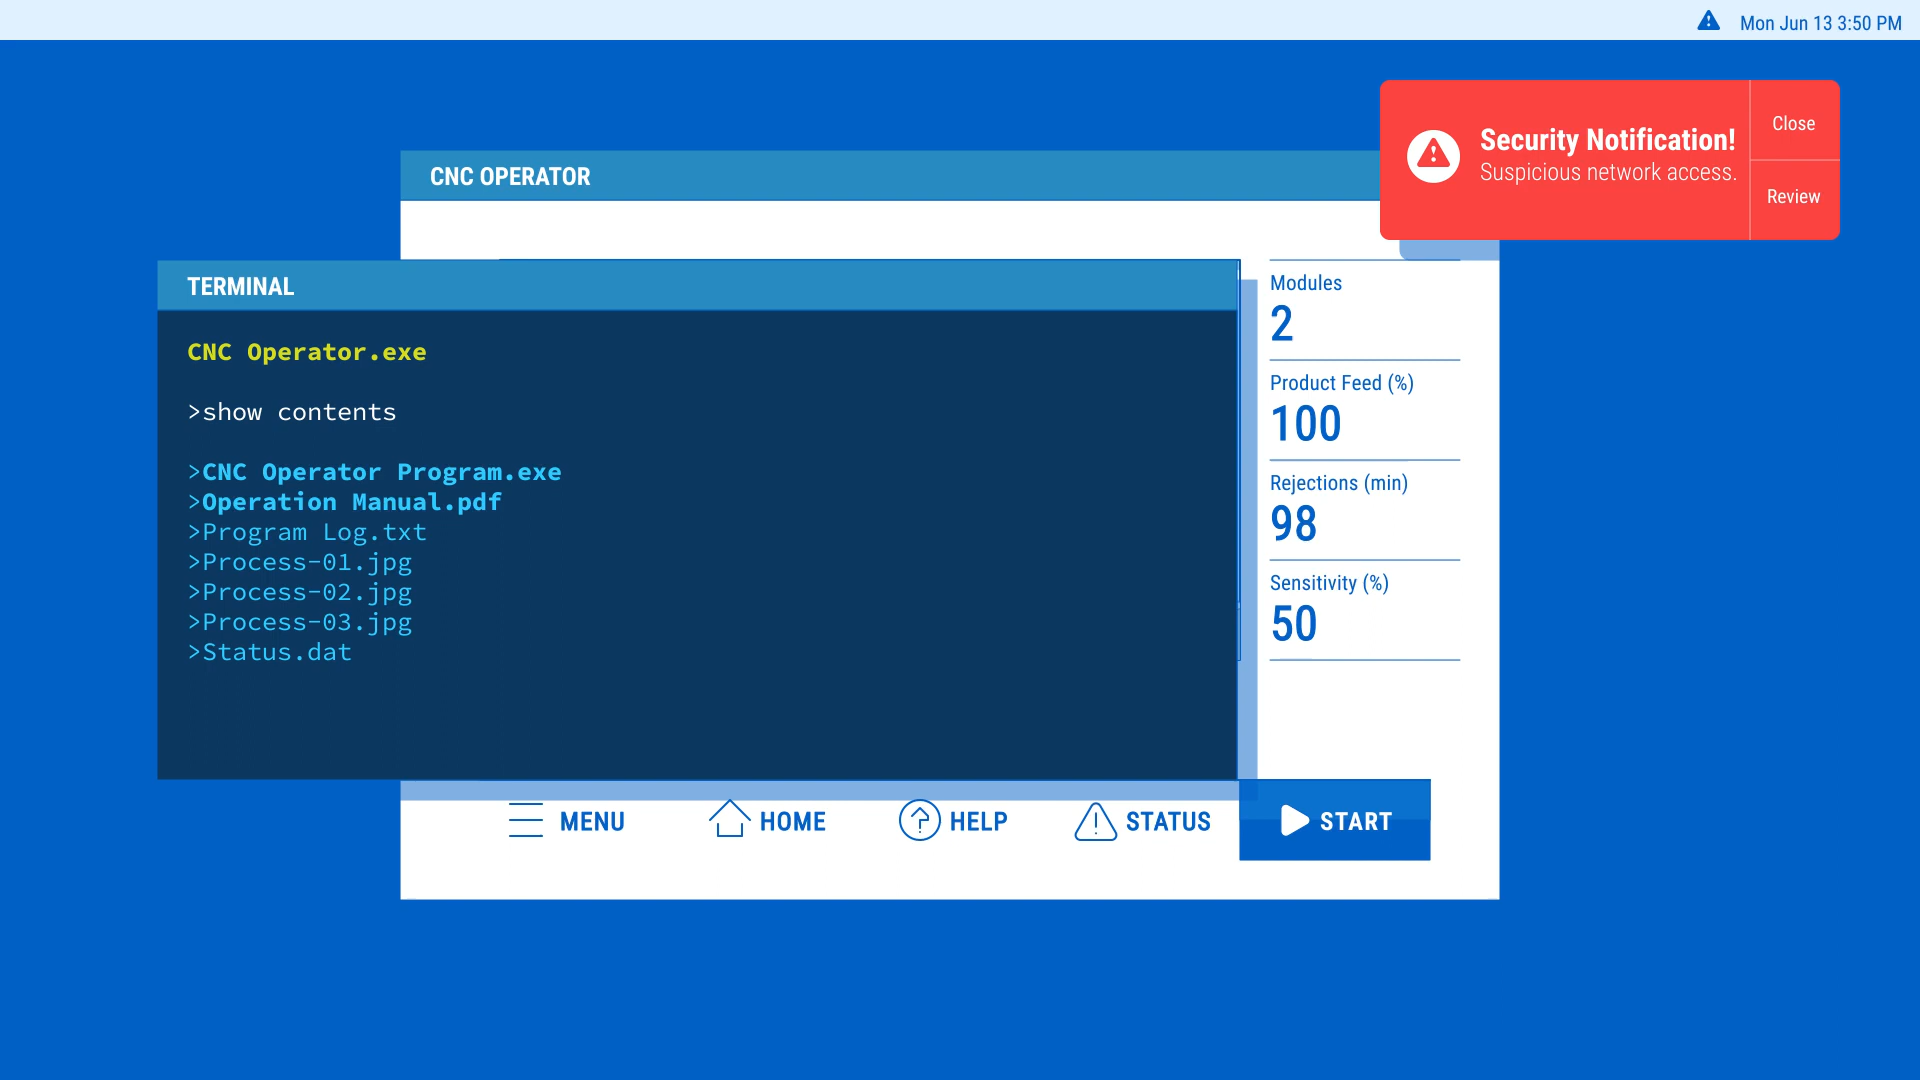 Mon Jun 13 3:50 PM
Security Notification!
Suspicious network access.
Close
Review
CNC OPERATOR
TERMINAL
CNC Operator.exe
>show contents
>CNC Operator Program.exe
>Operation Manual.pdf
>Program Log.txt
>Process-01.jpg
>Process-02.jpg
>Process-03.jpg
>Status.dat
Modules
2
Product Feed (%)
100
Rejections (min)
98
Sensitivity (%)
50
MENU
HOME
HELP
STATUS
START